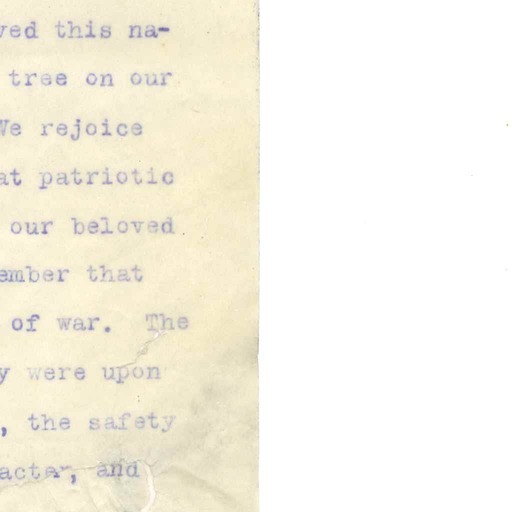 ved this na-
tree on our
We rejoice
at patriotic
our beloved
ember that
of war. The
y were upon
, the safety
acter, and